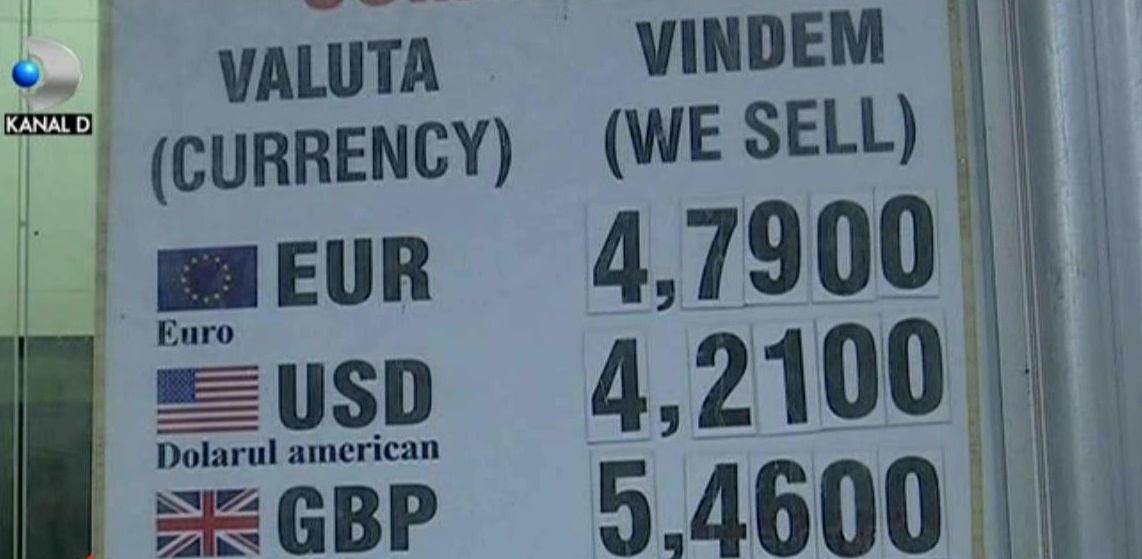 KANAL D
VALUTA VINDEM
(CURRENCY) (WE SELL)
EUR 4,7900
Euro
USD 4,2100
Dolarul american
GBP 5,4600